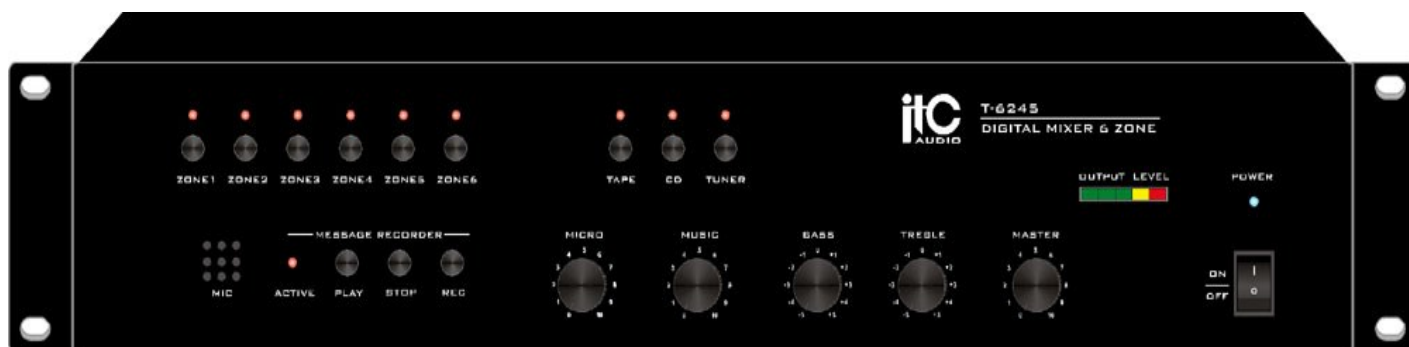 itC
AUDIO
T-6245
DIGITAL MIXER 6 ZONE
ZONE1 ZONE2 ZONE3 ZONE4 ZONE5 ZONE6
TAPE CD TUNER
OUTPUT LEVEL
POWER
MESSAGE RECORDER
MIC ACTIVE PLAY STOP REC
MICRO MUSIC BASS TREBLE MASTER
ON
OFF